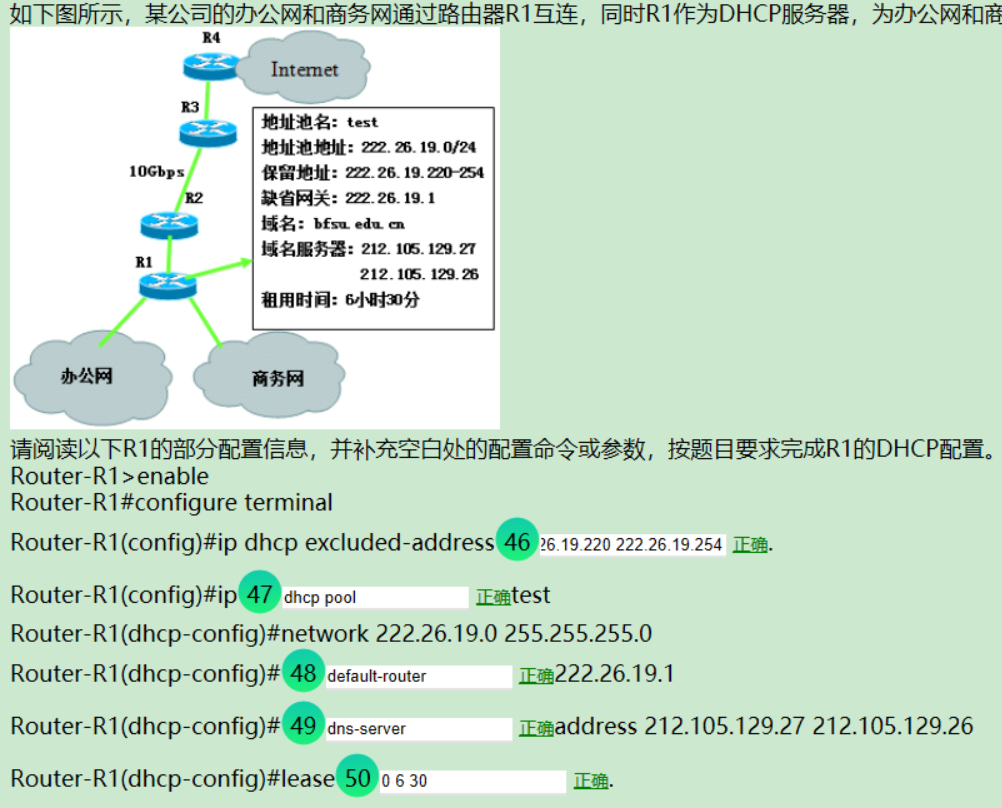 如下图所示，某公司的办公网和商务网通过路由器R1互连，同时R1作为DHCP服务器，为办公网和商
R4
Internet
R3
地址池名：test
地址池地址：222.26.19.0/24
10Gbps
保留地址：222.26.19.220-254
R2
缺省网关：222.26.19.1
域名：bfsu.edu.cn
域名服务器：212.105.129.27
R1
212.105.129.26
租用时间：6小时30分
办公网
商务网
请阅读以下R1的部分配置信息，并补充空白处的配置命令或参数，按题目要求完成R1的DHCP配置。
Router-R1>enable
Router-R1#configure terminal
Router-R1(config)#ip dhcp excluded-address 46 26.19.220 222.26.19.254 正确.
Router-R1(config)#ip 47 dhcp pool 正确test
Router-R1(dhcp-config)#network 222.26.19.0 255.255.255.0
Router-R1(dhcp-config)# 48 default-router 正确222.26.19.1
Router-R1(dhcp-config)# 49 dns-server 正确address 212.105.129.27 212.105.129.26
Router-R1(dhcp-config)#lease 50 0 6 30 正确.